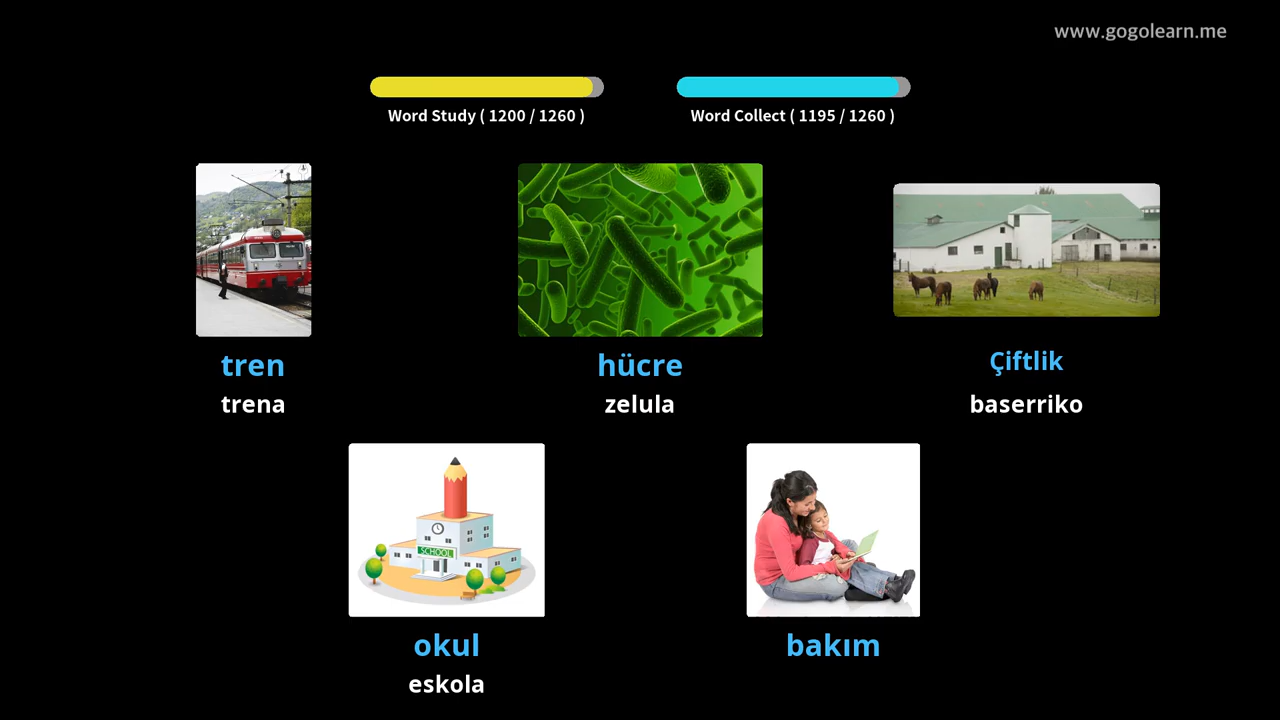 www.gogolearn.me
Word Study ( 1200 / 1260 )
Word Collect ( 1195 / 1260 )
tren
trena
hücre
zelula
Çiftlik
baserriko
SCHOOL
okul
eskola
bakım